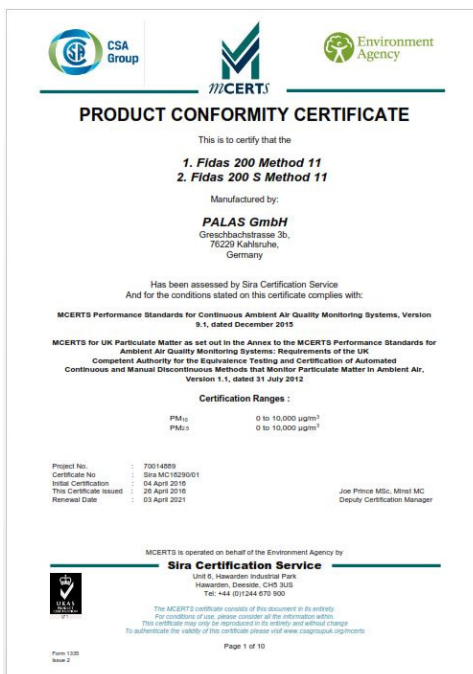 CSA
Group
MCERTS
Environment
Agency
PRODUCT CONFORMITY CERTIFICATE
This is to certify that the
1. Fidas 200 Method 11
2. Fidas 200 S Method 11
Manufactured by:
PALAS GmbH
Greschbachstrasse 3b,
76229 Kahlsruhe,
Germany
Has been assessed by Sira Certification Service
And for the conditions stated on this certificate complies with:
MCERTS Performance Standards for Continuous Ambient Air Quality Monitoring Systems, Version
9.1, dated December 2015
MCERTS for UK Particulate Matter as set out in the Annex to the MCERTS Performance Standards for
Ambient Air Quality Monitoring Systems: Requirements of the UK
Competent Authority for the Equivalence Testing and Certification of Automated
Continuous and Manual Discontinuous Methods that Monitor Particulate Matter in Ambient Air,
Version 1.1, dated 31 July 2012
Certification Ranges :
PM10 0 to 10,000 µg/m³
PM2.5 0 to 10,000 µg/m³
Project No. : 70014889
Certificate No : Sira MC16290/01
Initial Certification : 04 April 2016
This Certificate issued : 26 April 2016
Renewal Date : 03 April 2021
Joe Prince MSc, MInst MC
Deputy Certification Manager
MCERTS is operated on behalf of the Environment Agency by
Sira Certification Service
Unit 6, Hawarden Industrial Park
Hawarden, Deeside, CH5 3US
Tel: +44 (0)1244 670 900
UKAS
The MCERTS certificate consists of this document in its entirety.
For conditions of use, please consider all the information within.
This certificate may only be reproduced in its entirety and without change
To authenticate the validity of this certificate please visit www.csagroupuk.org/mcerts
Form 1335
Issue 2
Page 1 of 10